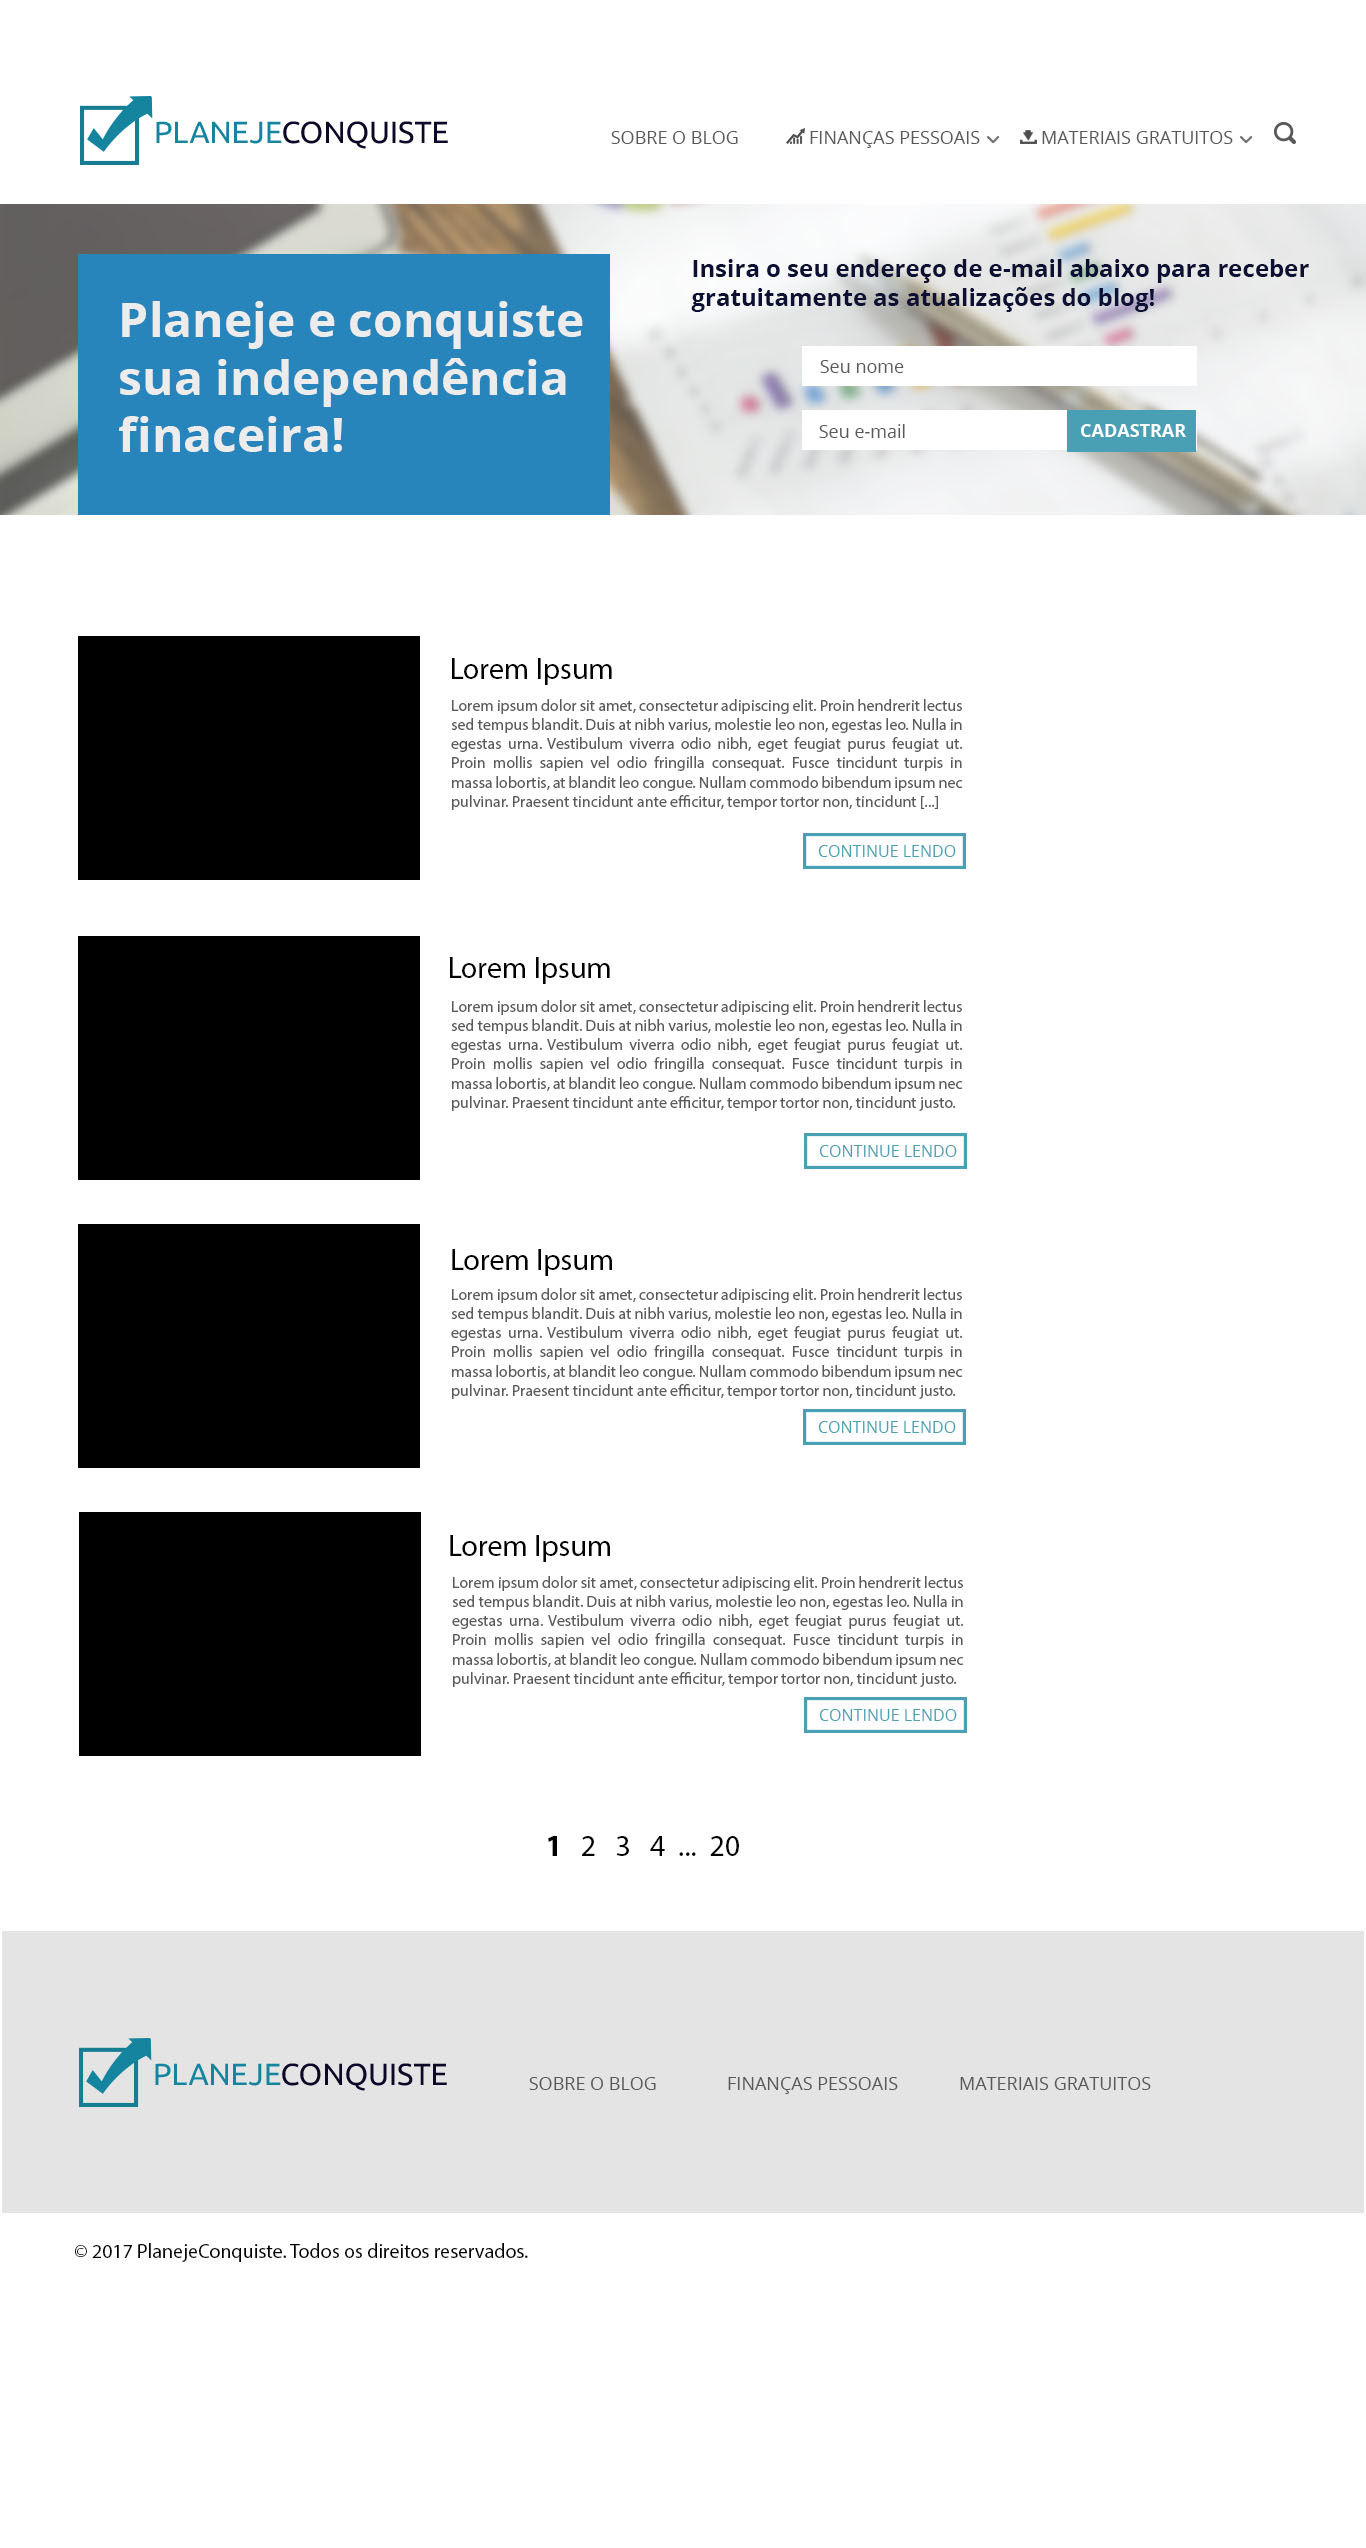 PLANEJECONQUISTE
SOBRE O BLOG
FINANÇAS PESSOAIS
MATERIAIS GRATUITOS
Planeje e conquiste
sua independência
finaceira!
Insira o seu endereço de e-mail abaixo para receber
gratuitamente as atualizações do blog!
Seu nome
Seu e-mail
CADASTRAR
Lorem Ipsum
Lorem ipsum dolor sit amet, consectetur adipiscing elit. Proin hendrerit lectus
sed tempus blandit. Duis at nibh varius, molestie leo non, egestas leo. Nulla in
egestas urna. Vestibulum viverra odio nibh, eget feugiat purus feugiat ut.
Proin mollis sapien vel odio fringilla consequat. Fusce tincidunt turpis in
massa lobortis, at blandit leo congue. Nullam commodo bibendum ipsum nec
pulvinar. Praesent tincidunt ante efficitur, tempor tortor non, tincidunt [...]
CONTINUE LENDO
Lorem Ipsum
Lorem ipsum dolor sit amet, consectetur adipiscing elit. Proin hendrerit lectus
sed tempus blandit. Duis at nibh varius, molestie leo non, egestas leo. Nulla in
egestas urna. Vestibulum viverra odio nibh, eget feugiat purus feugiat ut.
Proin mollis sapien vel odio fringilla consequat. Fusce tincidunt turpis in
massa lobortis, at blandit leo congue. Nullam commodo bibendum ipsum nec
pulvinar. Praesent tincidunt ante efficitur, tempor tortor non, tincidunt justo.
CONTINUE LENDO
Lorem Ipsum
Lorem ipsum dolor sit amet, consectetur adipiscing elit. Proin hendrerit lectus
sed tempus blandit. Duis at nibh varius, molestie leo non, egestas leo. Nulla in
egestas urna. Vestibulum viverra odio nibh, eget feugiat purus feugiat ut.
Proin mollis sapien vel odio fringilla consequat. Fusce tincidunt turpis in
massa lobortis, at blandit leo congue. Nullam commodo bibendum ipsum nec
pulvinar. Praesent tincidunt ante efficitur, tempor tortor non, tincidunt justo.
CONTINUE LENDO
Lorem Ipsum
Lorem ipsum dolor sit amet, consectetur adipiscing elit. Proin hendrerit lectus
sed tempus blandit. Duis at nibh varius, molestie leo non, egestas leo. Nulla in
egestas urna. Vestibulum viverra odio nibh, eget feugiat purus feugiat ut.
Proin mollis sapien vel odio fringilla consequat. Fusce tincidunt turpis in
massa lobortis, at blandit leo congue. Nullam commodo bibendum ipsum nec
pulvinar. Praesent tincidunt ante efficitur, tempor tortor non, tincidunt justo.
CONTINUE LENDO
1 2 3 4 ... 20
PLANEJECONQUISTE
SOBRE O BLOG
FINANÇAS PESSOAIS
MATERIAIS GRATUITOS
© 2017 PlanejeConquiste. Todos os direitos reservados.